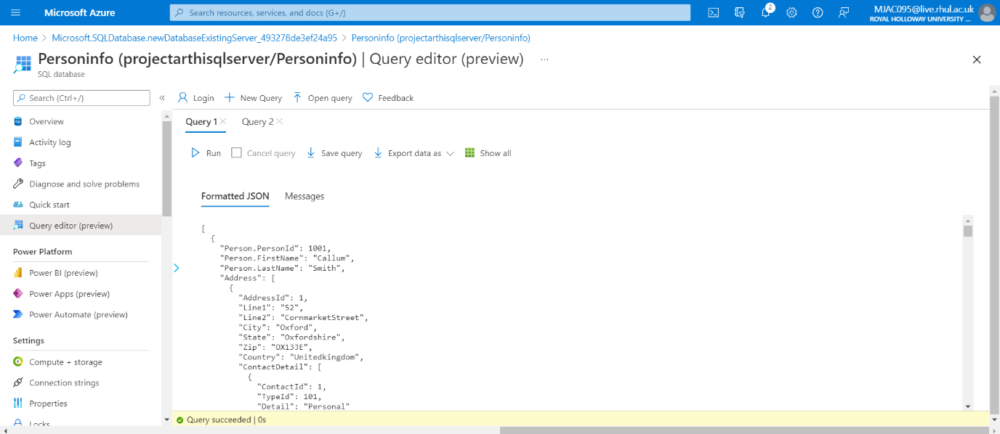 Microsoft Azure
Search resources, services, and docs (G+/)
2
MJAC095@live.rhul.ac.uk
ROYAL HOLLOWAY UNIVERSITY ...
Home > Microsoft.SQLDatabase.newDatabaseExistingServer_493278de3ef24a95 > Personinfo (projectarthisqlserver/Personinfo)
Personinfo (projectarthisqlserver/Personinfo) | Query editor (preview) ...
SQL database
Search (Ctrl+/)
«
Login
New Query
Open query
Feedback
Overview
Activity log
Tags
Diagnose and solve problems
Quick start
Query editor (preview)
Power Platform
Power BI (preview)
Power Apps (preview)
Power Automate (preview)
Settings
Compute + storage
Connection strings
Properties
Locks
Query 1
Query 2
Run
Cancel query
Save query
Export data as
Show all
Formatted JSON
Messages
[
{
"Person.PersonId": 1001,
"Person.FirstName": "Callum",
"Person.LastName": "Smith",
"Address": [
{
"AddressId": 1,
"Line1": "52",
"Line2": "CornmarketStreet",
"City": "Oxford",
"State": "Oxfordshire",
"Zip": "OX13JE",
"Country": "Unitedkingdom",
"ContactDetail": [
{
"ContactId": 1,
"TypeId": 101,
"Detail": "Personal"
Query succeeded | 0s